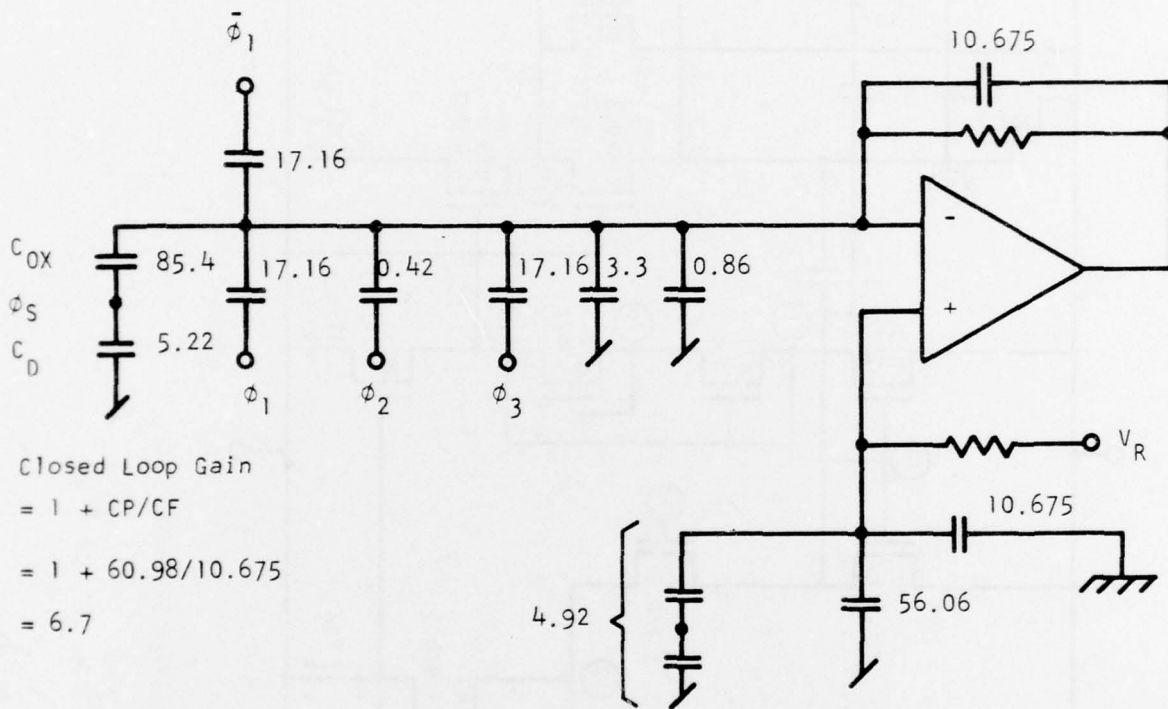 ϕ̄1
10.675
17.16
COX
85.4
17.16
0.42
17.16
3.3
0.86
ϕS
CD
5.22
-
+
ϕ1
ϕ2
ϕ3
VR
Closed Loop Gain
= 1 + CP/CF
= 1 + 60.98/10.675
= 6.7
10.675
4.92
56.06